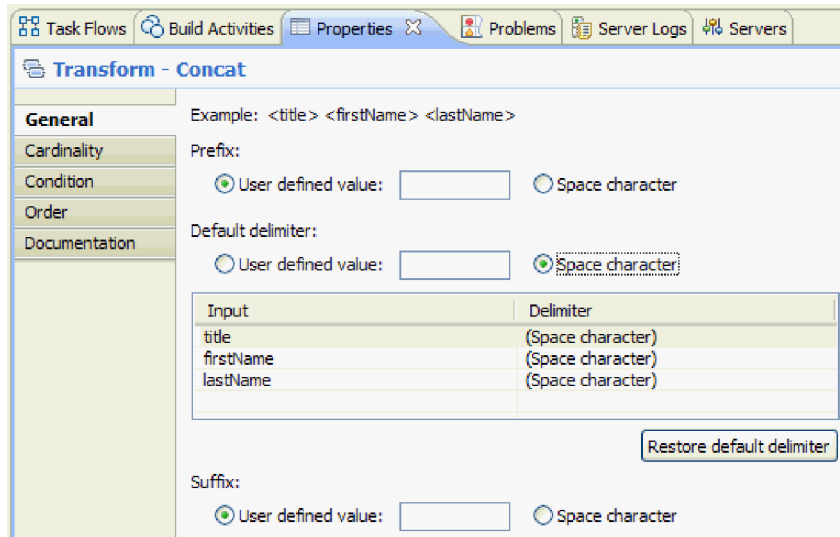 Task Flows Build Activities Properties Problems Server Logs Servers
Transform - Concat
General
Cardinality
Condition
Order
Documentation
Example: <title> <firstName> <lastName>
Prefix:
User defined value: Space character
Default delimiter:
User defined value: Space character
Input Delimiter
title (Space character)
firstName (Space character)
lastName (Space character)
Restore default delimiter
Suffix:
User defined value: Space character